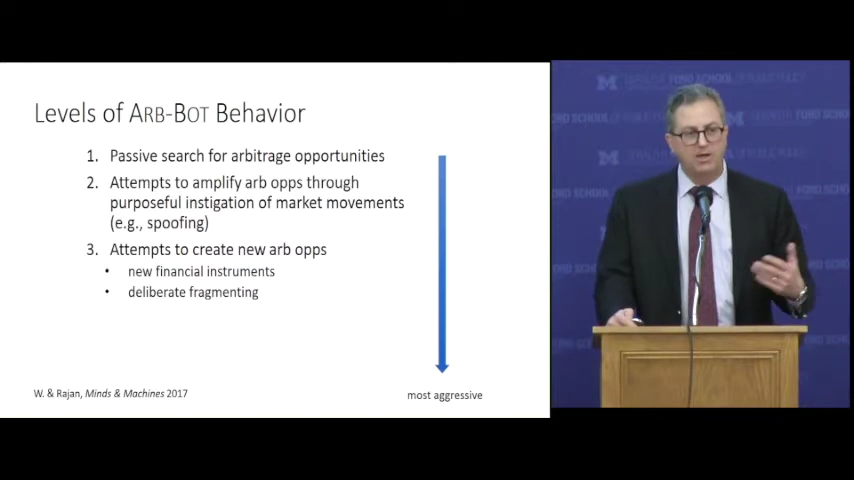 Levels of ARB-BOT Behavior
1. Passive search for arbitrage opportunities
2. Attempts to amplify arb opps through
purposeful instigation of market movements
(e.g., spoofing)
3. Attempts to create new arb opps
• new financial instruments
• deliberate fragmenting
W. & Rajan, Minds & Machines 2017
most aggressive
M FORD SCHOOL
FORD SCHOOL
M